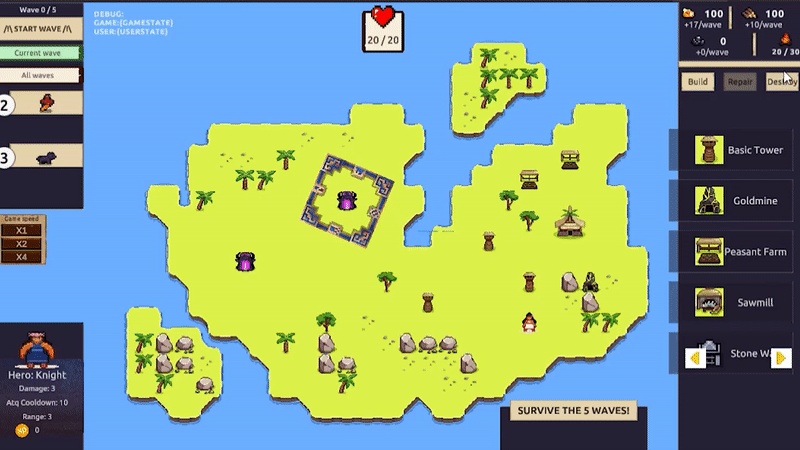 Wave 0 / 5
/!\ START WAVE /!\
Current wave
All waves
2
3
Game speed
X1
X2
X4
Hero: Knight
Damage: 3
Atq Cooldown: 10
Range: 3
0
DEBUG:
GAME:{GAMESTATE}
USER:{USERSTATE}
20 / 20
SURVIVE THE 5 WAVES!
100
+17/wave
100
+10/wave
0
+0/wave
20 / 30
Build
Repair
Destroy
Basic Tower
Goldmine
Peasant Farm
Sawmill
Stone W